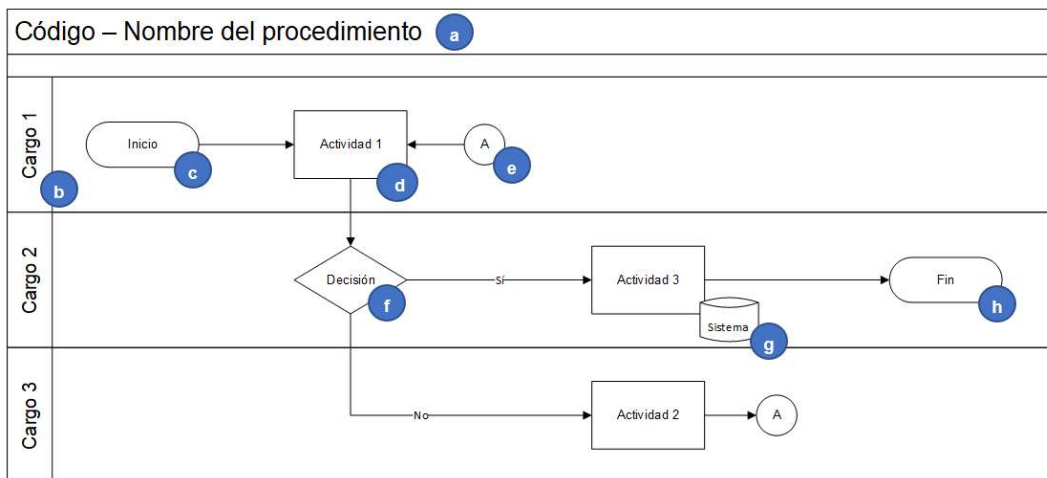 Código – Nombre del procedimiento a
Cargo 1
b
Inicio
c
Actividad 1
d
A
e
Cargo 2
Decisión
f
Sí
Actividad 3
Sistema
g
Fin
h
Cargo 3
No
Actividad 2
A